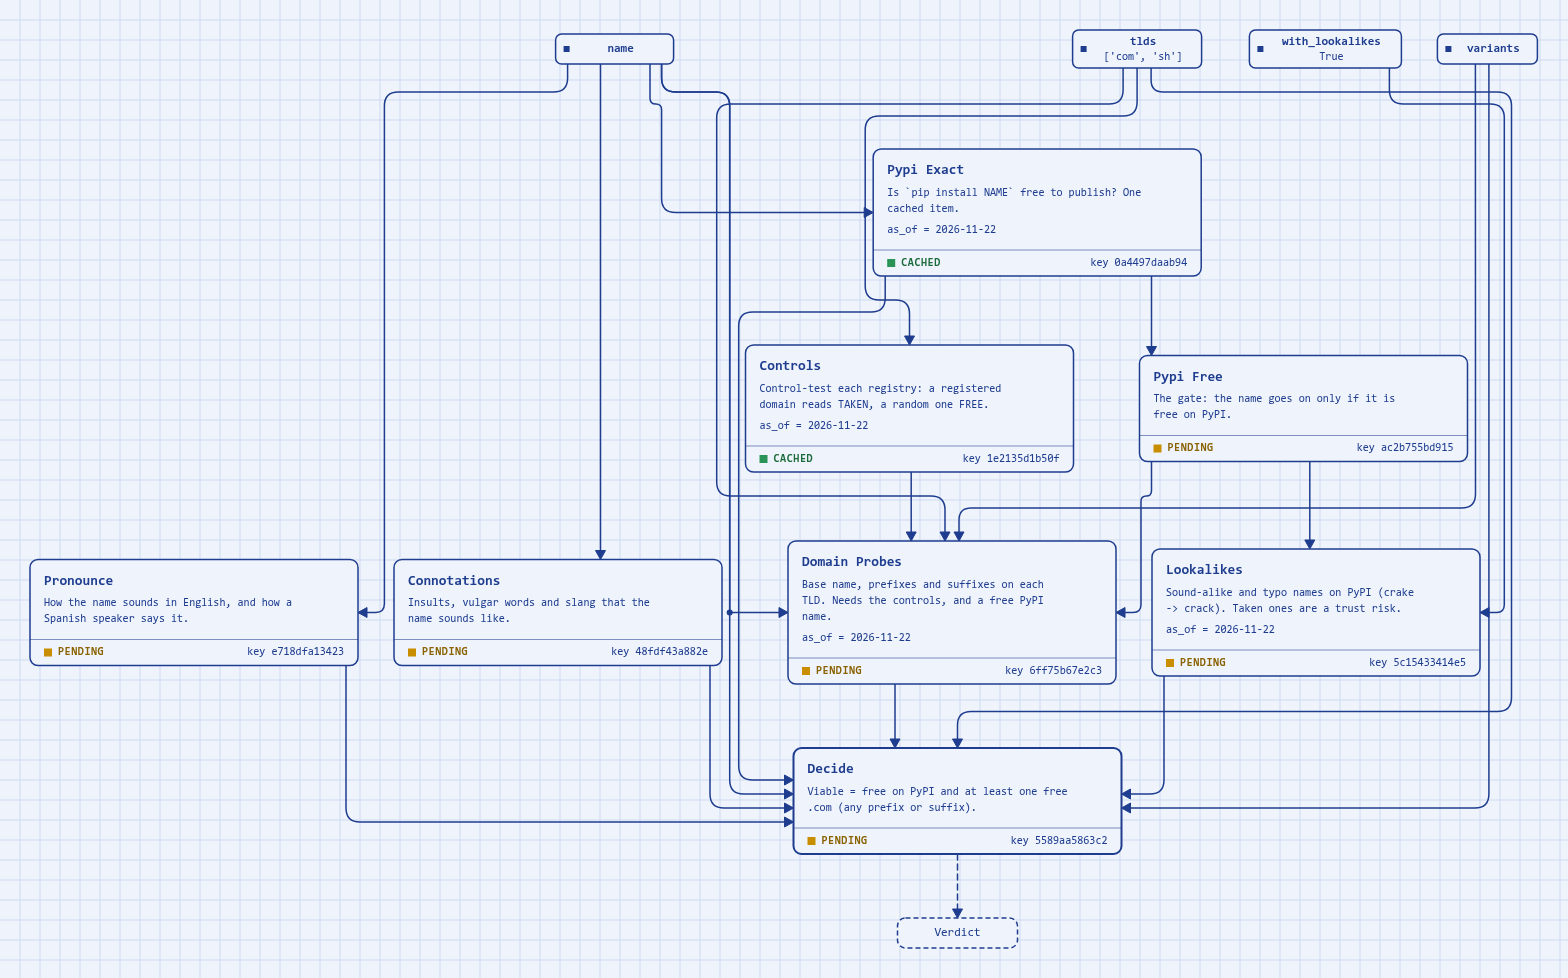 name
tlds
['com', 'sh']
with_lookalikes
True
variants
Pypi Exact
Is `pip install NAME` free to publish? One
cached item.
as_of = 2026-11-22
CACHED key 0a4497daab94
Controls
Control-test each registry: a registered
domain reads TAKEN, a random one FREE.
as_of = 2026-11-22
CACHED key 1e2135d1b50f
Pypi Free
The gate: the name goes on only if it is
free on PyPI.
PENDING key ac2b755bd915
Pronounce
How the name sounds in English, and how a
Spanish speaker says it.
PENDING key e718dfa13423
Connotations
Insults, vulgar words and slang that the
name sounds like.
PENDING key 48fdf43a882e
Domain Probes
Base name, prefixes and suffixes on each
TLD. Needs the controls, and a free PyPI
name.
as_of = 2026-11-22
PENDING key 6ff75b67e2c3
Lookalikes
Sound-alike and typo names on PyPI (crake
-> crack). Taken ones are a trust risk.
as_of = 2026-11-22
PENDING key 5c15433414e5
Decide
Viable = free on PyPI and at least one free
.com (any prefix or suffix).
PENDING key 5589aa5863c2
Verdict